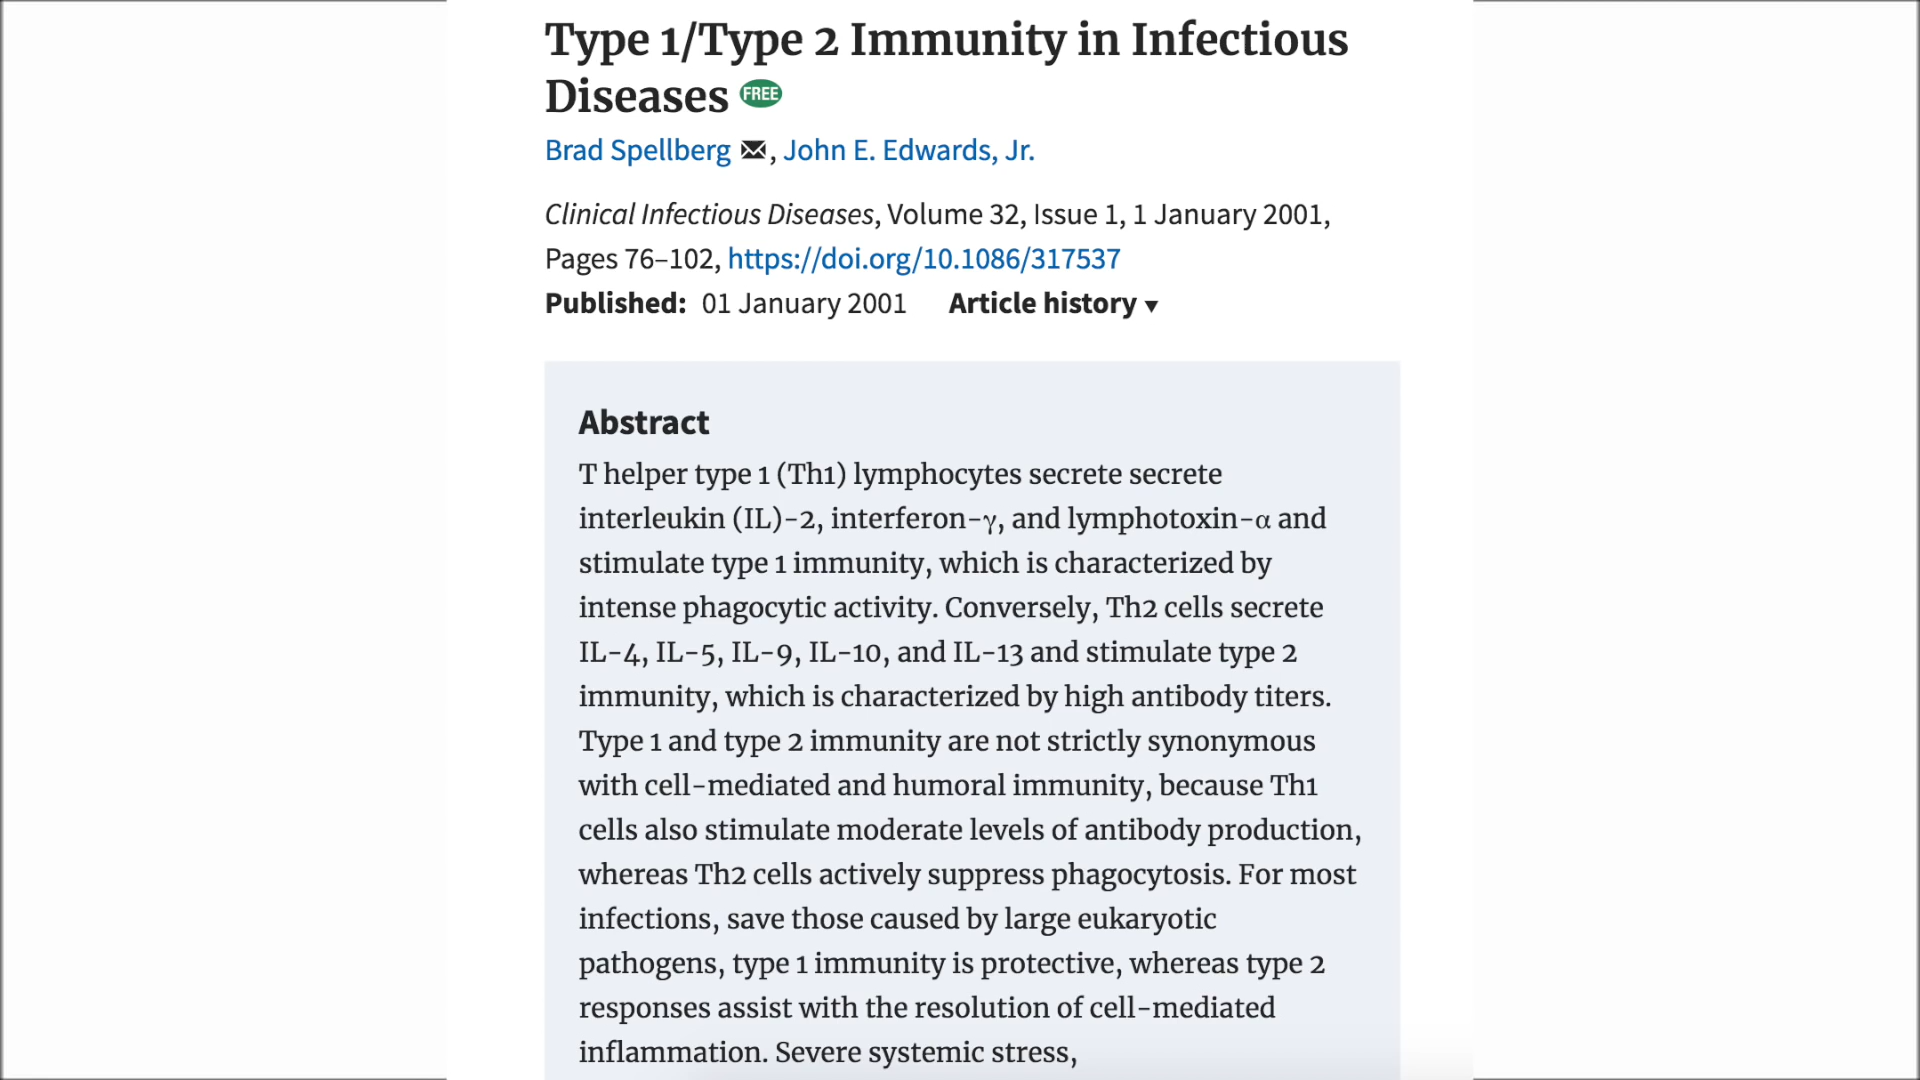 Type 1/Type 2 Immunity in Infectious
Diseases FREE
Brad Spellberg ✉, John E. Edwards, Jr.
Clinical Infectious Diseases, Volume 32, Issue 1, 1 January 2001,
Pages 76–102, https://doi.org/10.1086/317537
Published: 01 January 2001 Article history ▾
Abstract
T helper type 1 (Th1) lymphocytes secrete secrete
interleukin (IL)-2, interferon-γ, and lymphotoxin-α and
stimulate type 1 immunity, which is characterized by
intense phagocytic activity. Conversely, Th2 cells secrete
IL-4, IL-5, IL-9, IL-10, and IL-13 and stimulate type 2
immunity, which is characterized by high antibody titers.
Type 1 and type 2 immunity are not strictly synonymous
with cell-mediated and humoral immunity, because Th1
cells also stimulate moderate levels of antibody production,
whereas Th2 cells actively suppress phagocytosis. For most
infections, save those caused by large eukaryotic
pathogens, type 1 immunity is protective, whereas type 2
responses assist with the resolution of cell-mediated
inflammation. Severe systemic stress,